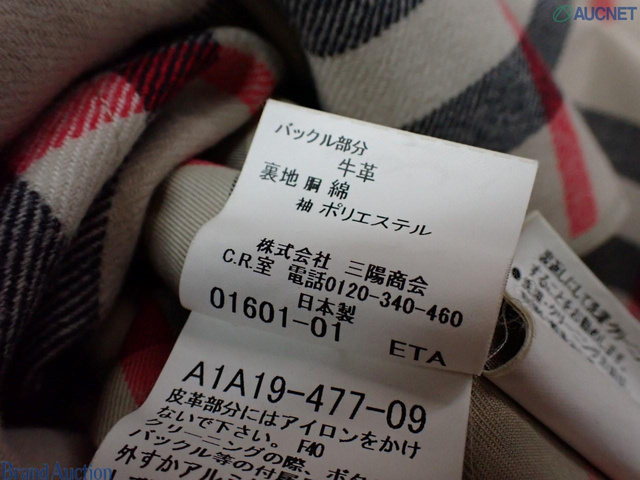 AUCNET
バックル部分
牛革
裏地 胴 綿
袖 ポリエステル
株式会社 三陽商会
C.R.室 電話0120-340-460
日本製
01601-01 ETA
A1A19-477-09
皮革部分にはアイロンをかけ
ないで下さい。 F40
クリーニングの際、ボタ
バックル等の付属
外すかアルミ
Brand Auction